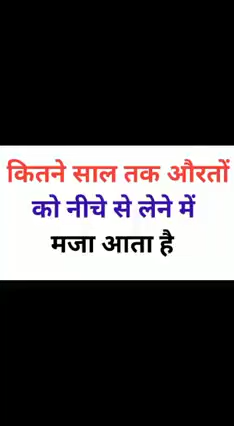 कितने साल तक औरतों
को नीचे से लेने में
मजा आता है